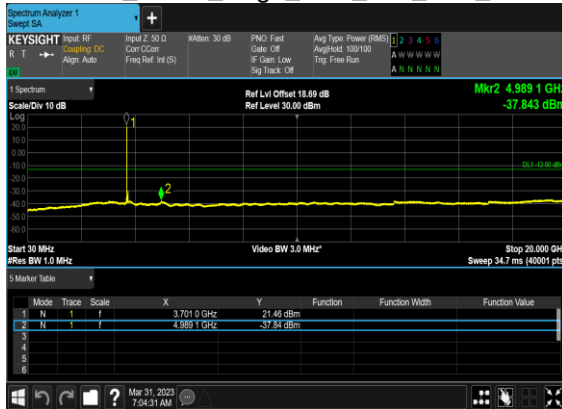 Spectrum Analyzer 1
Swept SA
+
KEYSIGHT Input: RF Input Z: 50 Ω #Atten: 30 dB PNO: Fast Avg Type: Power (RMS) 1 2 3 4 5 6
R T Coupling: DC Corr CCorr Gate: Off Avg|Hold: 100/100 A W W W W W
Align: Auto Freq Ref: Int (S) IF Gain: Low Trig: Free Run
Sig Track: Off A N N N N N
1 Spectrum Ref Lvl Offset 18.69 dB Mkr2 4.989 1 GHz
Scale/Div 10 dB Ref Level 30.00 dBm -37.843 dBm
Log
20.0
10.0
0.00
-10.0
-20.0
-30.0
-40.0
-50.0
-60.0
1
2
DL1 -13.00 dBm
Start 30 MHz Video BW 3.0 MHz* Stop 20.000 GHz
#Res BW 1.0 MHz Sweep 34.7 ms (40001 pts)
5 Marker Table
Mode Trace Scale X Y Function Function Width Function Value
1 N 1 f 3.701 0 GHz 21.46 dBm
2 N 1 f 4.989 1 GHz -37.84 dBm
3
4
5
6
? Mar 31, 2023
7:04:31 AM